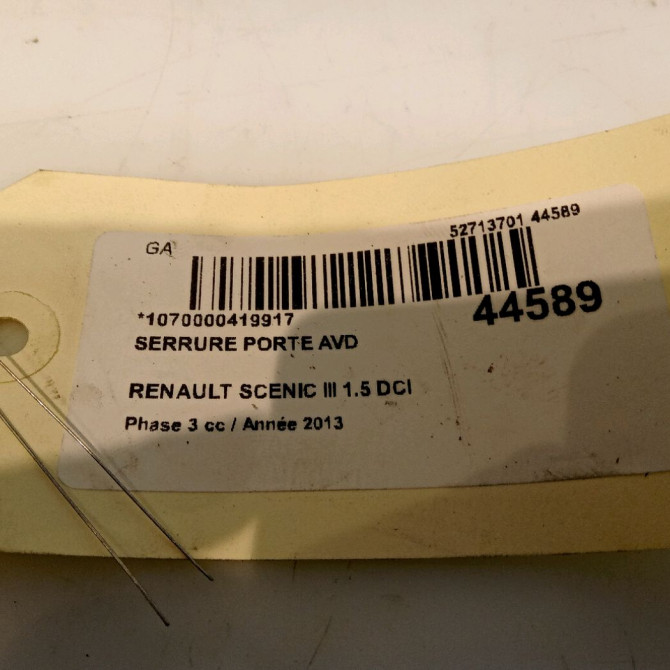 GA
52713701 44589
*1070000419917
44589
SERRURE PORTE AVD
RENAULT SCENIC III 1.5 DCI
Phase 3 cc / Année 2013